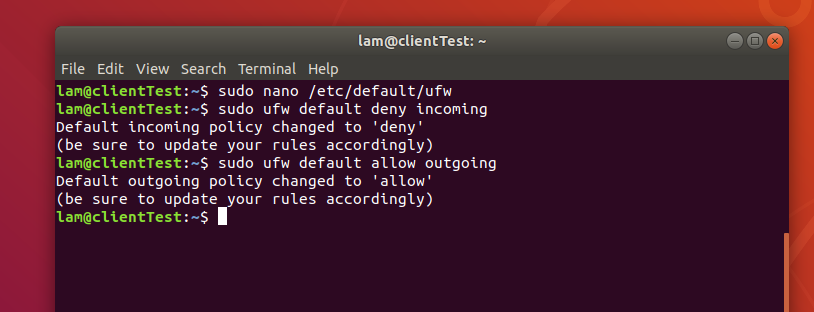 lam@clientTest: ~
File Edit View Search Terminal Help
lam@clientTest:~$ sudo nano /etc/default/ufw
lam@clientTest:~$ sudo ufw default deny incoming
Default incoming policy changed to 'deny'
(be sure to update your rules accordingly)
lam@clientTest:~$ sudo ufw default allow outgoing
Default outgoing policy changed to 'allow'
(be sure to update your rules accordingly)
lam@clientTest:~$